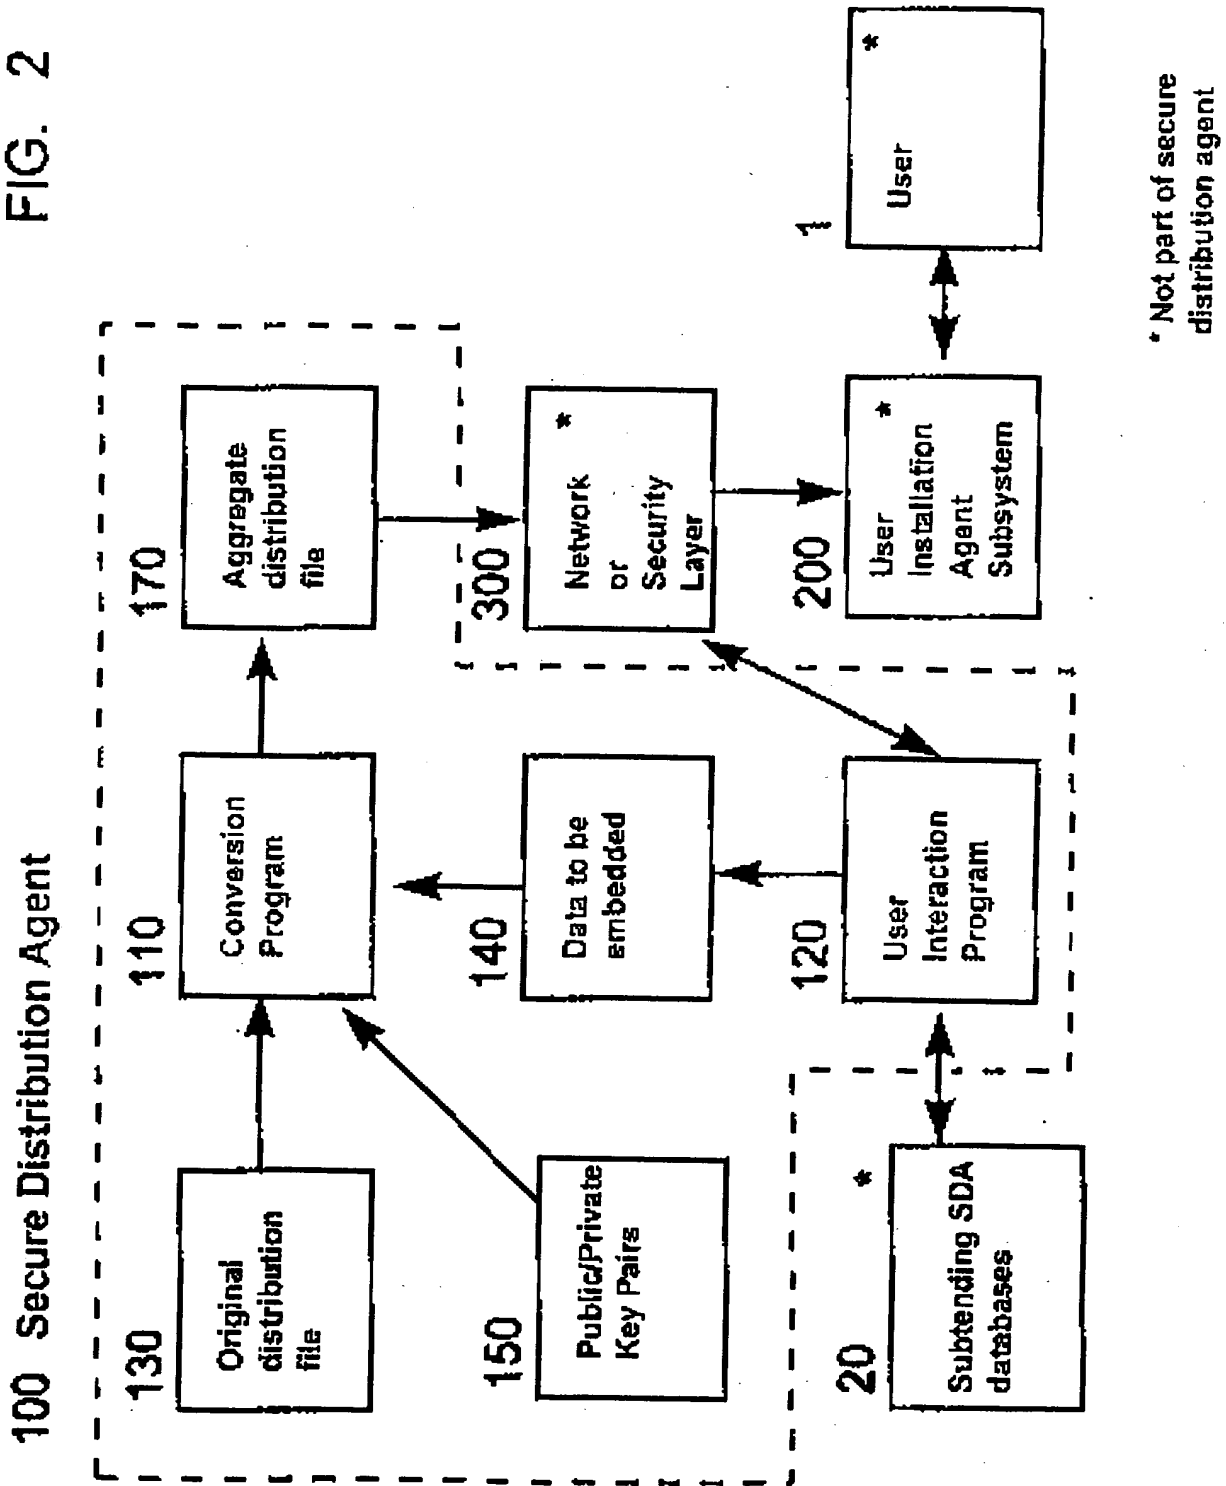 FIG. 2
100 Secure Distribution Agent
130
Original
distribution
file
110
Conversion
Program
170
Aggregate
distribution
file
150
Public/Private
Key Pairs
140
Data to be
embedded
300
*
Network
or
Security
Layer
20
*
Subtending SDA
databases
120
User
Interaction
Program
200
*
User
Installation
Agent
Subsystem
1
*
User
* Not part of secure
distribution agent